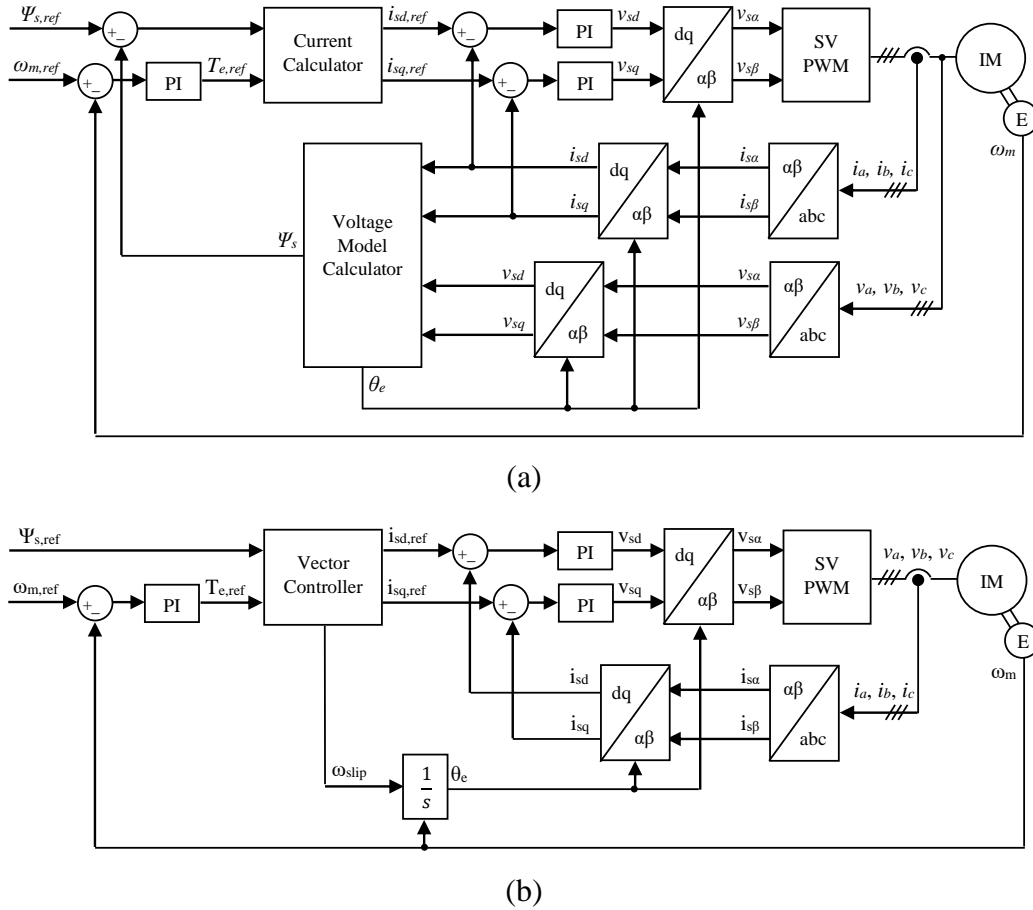 Ψs,ref
isd,ref
vsd
vsα
+
−
+
−
PI
dq
Current
Calculator
SV
PWM
IM
ωm,ref
Te,ref
isq,ref
vsq
αβ
vsβ
+
−
PI
+
−
PI
E
ωm
isd
dq
isα
αβ
ia, ib, ic
isq
αβ
isβ
abc
Voltage
Model
Calculator
Ψs
vsd
dq
vsα
αβ
va, vb, vc
vsq
αβ
vsβ
abc
θe
(a)
Ψs,ref
isd,ref
vsd
vsα
va, vb, vc
+
−
PI
dq
Vector
Controller
SV
PWM
IM
ωm,ref
Te,ref
isq,ref
vsq
αβ
vsβ
+
−
PI
+
−
PI
E
ωm
isd
dq
isα
αβ
ia, ib, ic
isq
αβ
isβ
abc
ωslip
1
s
θe
(b)